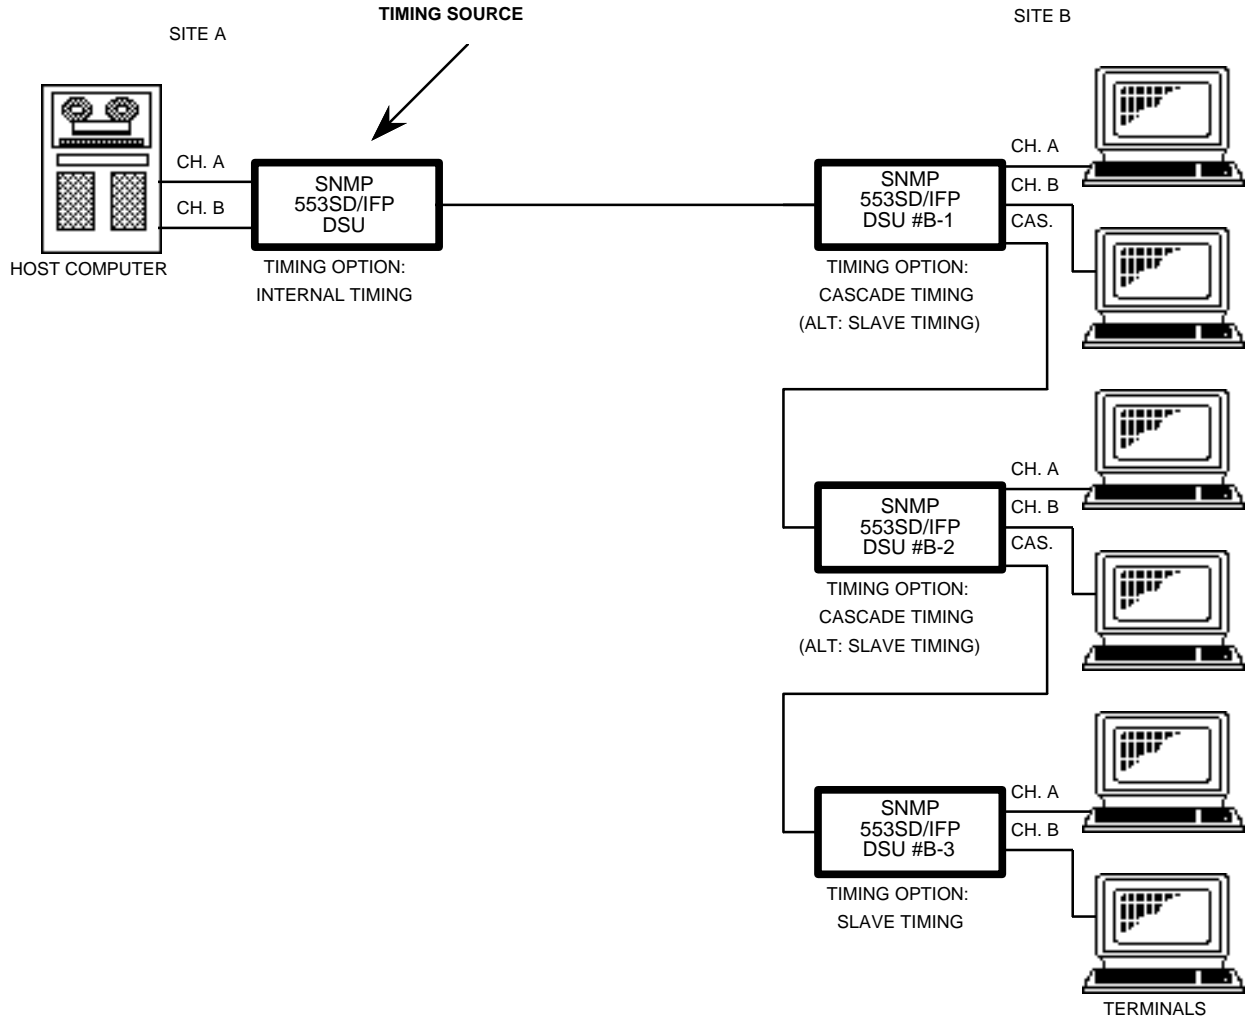 TIMING SOURCE
SITE A
SITE B
CH. A
CH. B
SNMP
553SD/IFP
DSU
HOST COMPUTER
TIMING OPTION:
INTERNAL TIMING
SNMP
553SD/IFP
DSU #B-1
CH. A
CH. B
CAS.
TIMING OPTION:
CASCADE TIMING
(ALT: SLAVE TIMING)
SNMP
553SD/IFP
DSU #B-2
CH. A
CH. B
CAS.
TIMING OPTION:
CASCADE TIMING
(ALT: SLAVE TIMING)
SNMP
553SD/IFP
DSU #B-3
CH. A
CH. B
TIMING OPTION:
SLAVE TIMING
TERMINALS